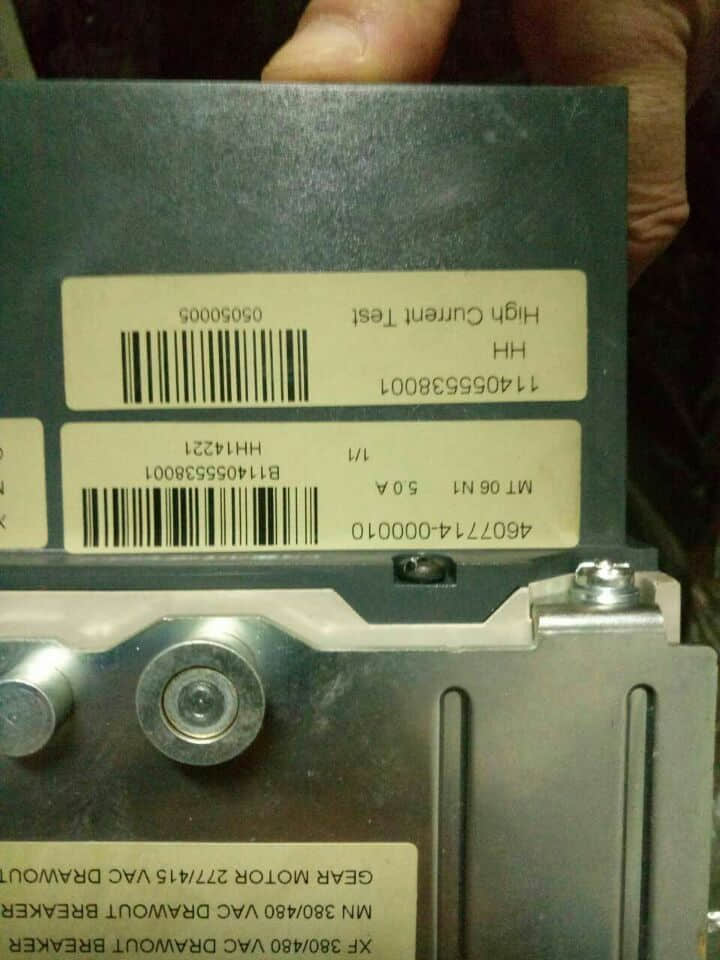 XF 380/480 VAC DRAWOUT BREAKER
MN 380/480 VAC DRAWOUT BREAKER
GEAR MOTOR 277/415 VAC DRAWOUT
4607714-000010
MT 06 N1 5.0 A
B114055538001
1/1 HH14221
114055538001
HH
High Current Test 05050005